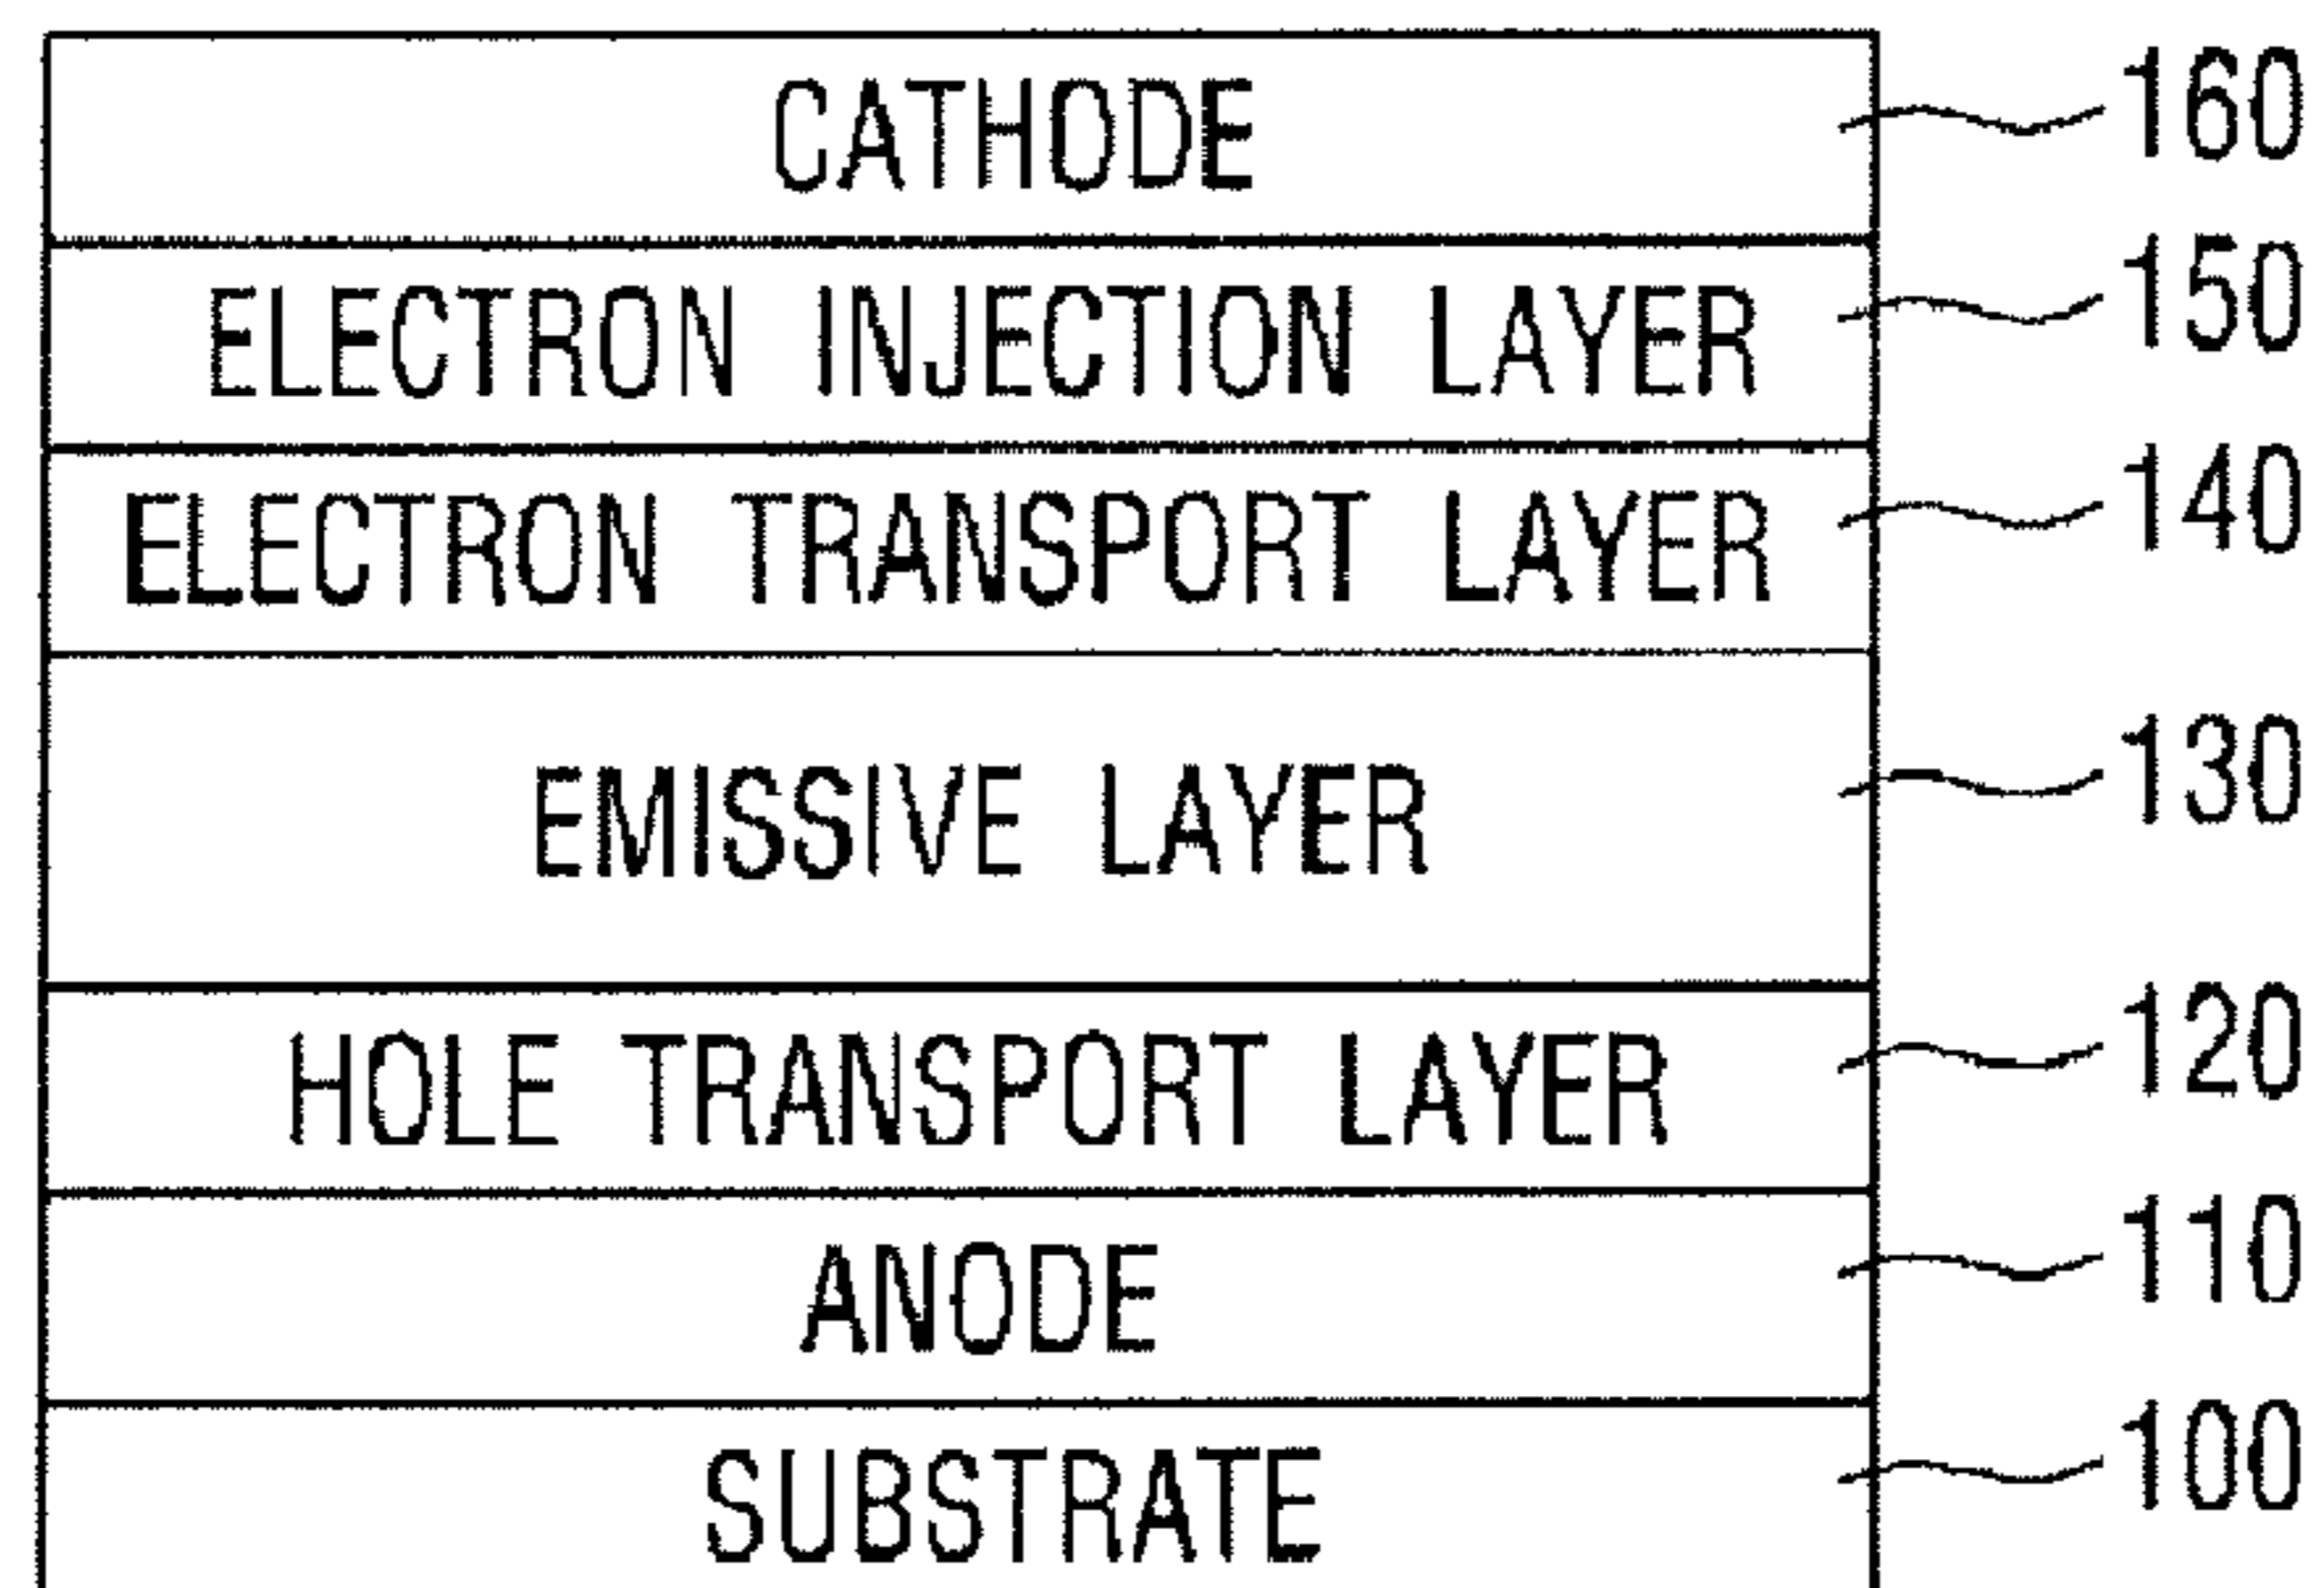 CATHODE 160
ELECTRON INJECTION LAYER 150
ELECTRON TRANSPORT LAYER 140
EMISSIVE LAYER 130
HOLE TRANSPORT LAYER 120
ANODE 110
SUBSTRATE 100